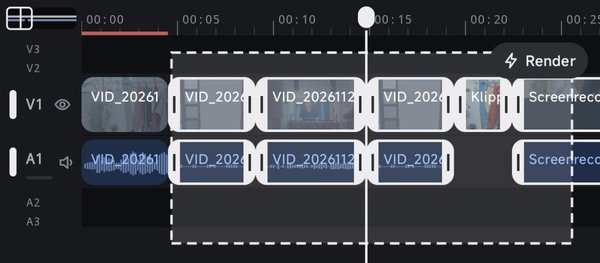 00:00 00:05 00:10 00:15 00:20 00:25
V3
V2
Render
V1 VID_20261 VID_2026 VID_2026112 VID_2026 Klipp Screenreco
A1 VID_20261 VID_2026 VID_2026112 VID_2026 Screenreco
A2
A3